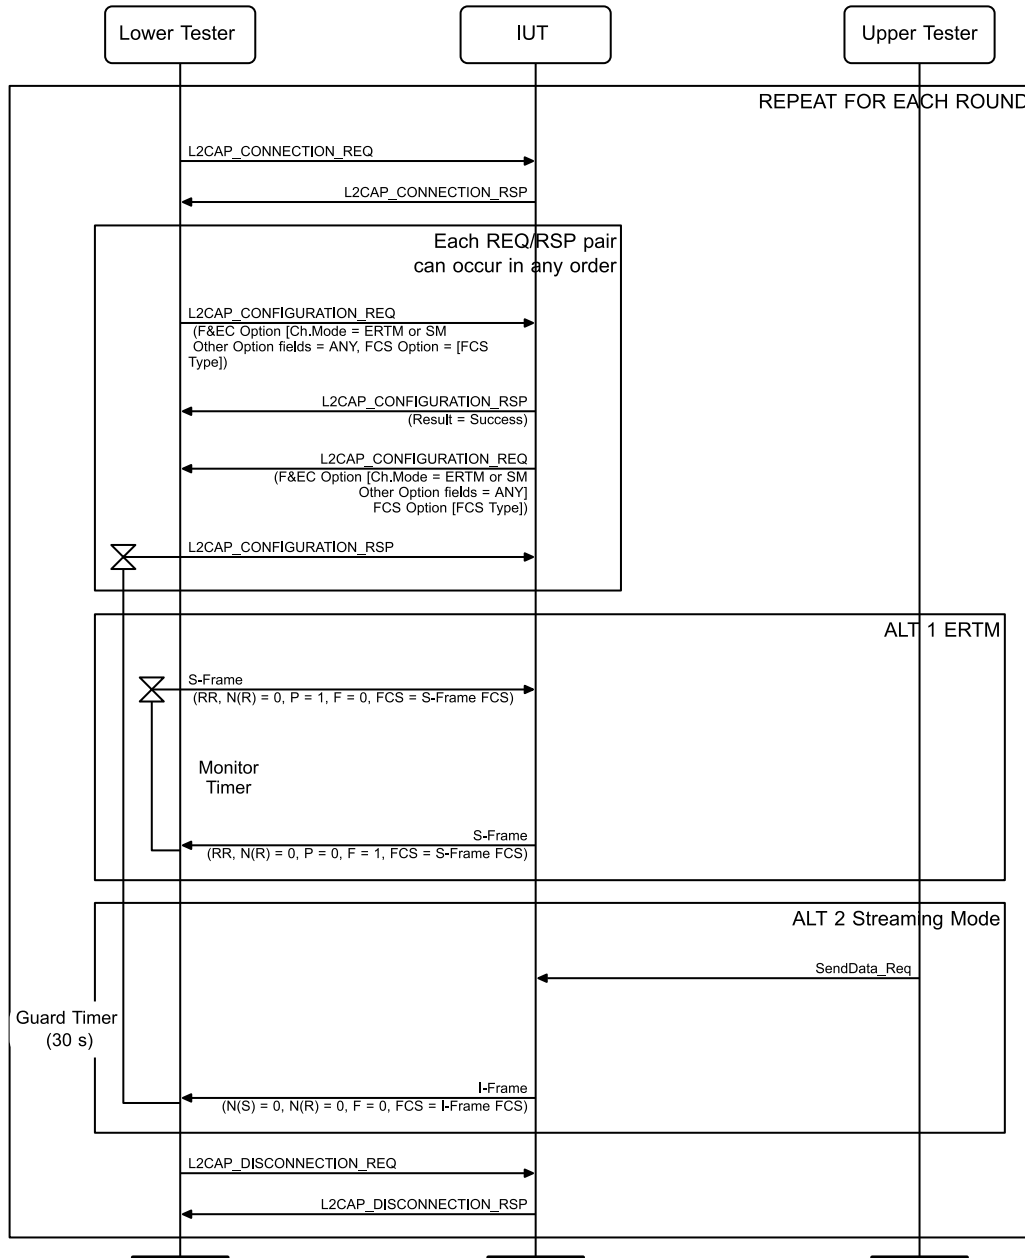 Lower Tester
IUT
Upper Tester
REPEAT FOR EACH ROUND
L2CAP_CONNECTION_REQ
L2CAP_CONNECTION_RSP
Each REQ/RSP pair
can occur in any order
L2CAP_CONFIGURATION_REQ
(F&EC Option [Ch.Mode = ERTM or SM
Other Option fields = ANY, FCS Option = [FCS
Type])
L2CAP_CONFIGURATION_RSP
(Result = Success)
L2CAP_CONFIGURATION_REQ
(F&EC Option [Ch.Mode = ERTM or SM
Other Option fields = ANY]
FCS Option [FCS Type])
L2CAP_CONFIGURATION_RSP
ALT 1 ERTM
S-Frame
(RR, N(R) = 0, P = 1, F = 0, FCS = S-Frame FCS)
Monitor
Timer
S-Frame
(RR, N(R) = 0, P = 0, F = 1, FCS = S-Frame FCS)
ALT 2 Streaming Mode
SendData_Req
Guard Timer
(30 s)
I-Frame
(N(S) = 0, N(R) = 0, F = 0, FCS = I-Frame FCS)
L2CAP_DISCONNECTION_REQ
L2CAP_DISCONNECTION_RSP